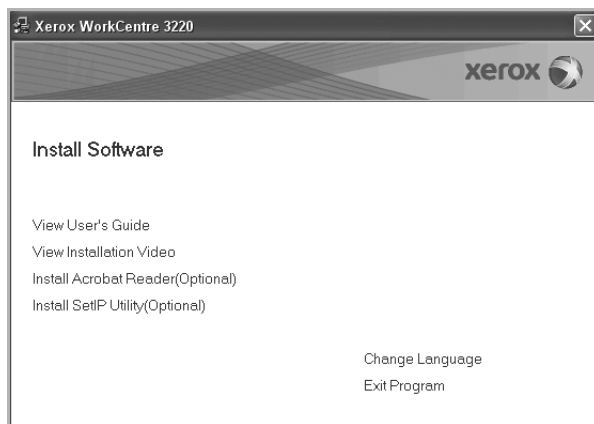 Xerox WorkCentre 3220
xerox
Install Software
View User's Guide
View Installation Video
Install Acrobat Reader(Optional)
Install SetIP Utility(Optional)
Change Language
Exit Program